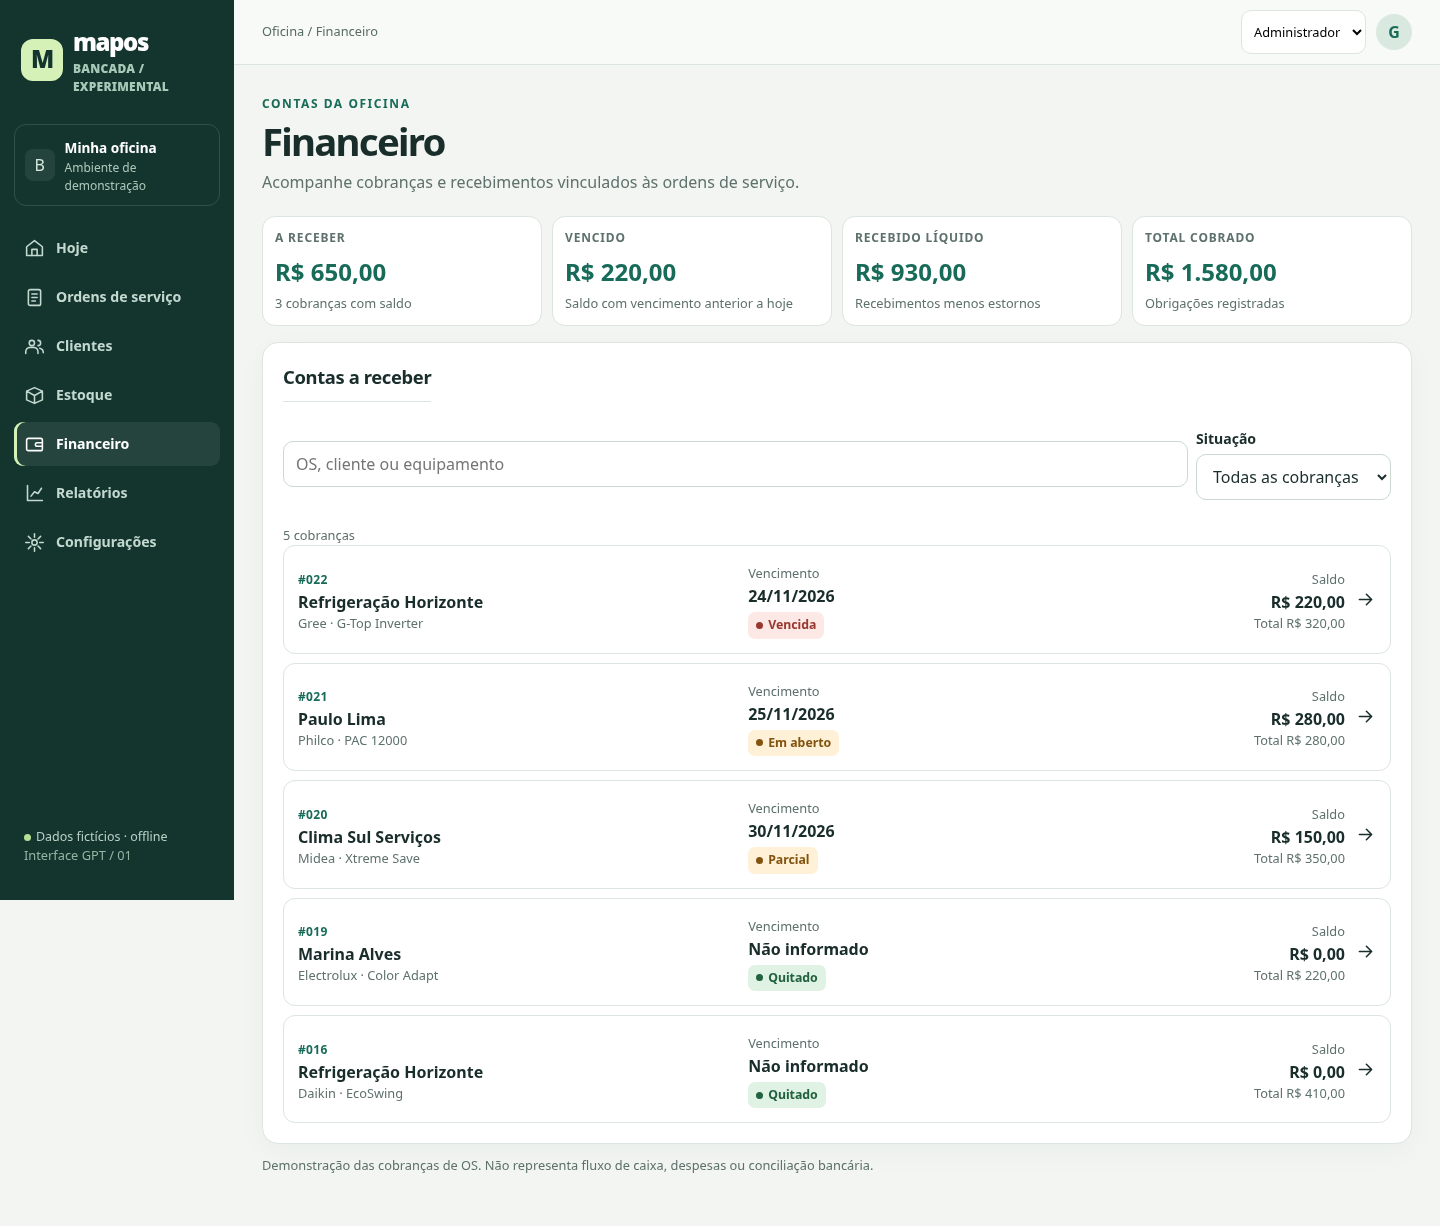 M
mapos
BANCADA /
EXPERIMENTAL
B
Minha oficina
Ambiente de
demonstração
Hoje
Ordens de serviço
Clientes
Estoque
Financeiro
Relatórios
Configurações
Dados fictícios · offline
Interface GPT / 01
Oficina / Financeiro
Administrador
G
CONTAS DA OFICINA
Financeiro
Acompanhe cobranças e recebimentos vinculados às ordens de serviço.
A RECEBER
R$ 650,00
3 cobranças com saldo
VENCIDO
R$ 220,00
Saldo com vencimento anterior a hoje
RECEBIDO LÍQUIDO
R$ 930,00
Recebimentos menos estornos
TOTAL COBRADO
R$ 1.580,00
Obrigações registradas
Contas a receber
OS, cliente ou equipamento
Situação
Todas as cobranças
5 cobranças
#022
Refrigeração Horizonte
Gree · G-Top Inverter
Vencimento
24/11/2026
Vencida
Saldo
R$ 220,00
Total R$ 320,00
#021
Paulo Lima
Philco · PAC 12000
Vencimento
25/11/2026
Em aberto
Saldo
R$ 280,00
Total R$ 280,00
#020
Clima Sul Serviços
Midea · Xtreme Save
Vencimento
30/11/2026
Parcial
Saldo
R$ 150,00
Total R$ 350,00
#019
Marina Alves
Electrolux · Color Adapt
Vencimento
Não informado
Quitado
Saldo
R$ 0,00
Total R$ 220,00
#016
Refrigeração Horizonte
Daikin · EcoSwing
Vencimento
Não informado
Quitado
Saldo
R$ 0,00
Total R$ 410,00
Demonstração das cobranças de OS. Não representa fluxo de caixa, despesas ou conciliação bancária.